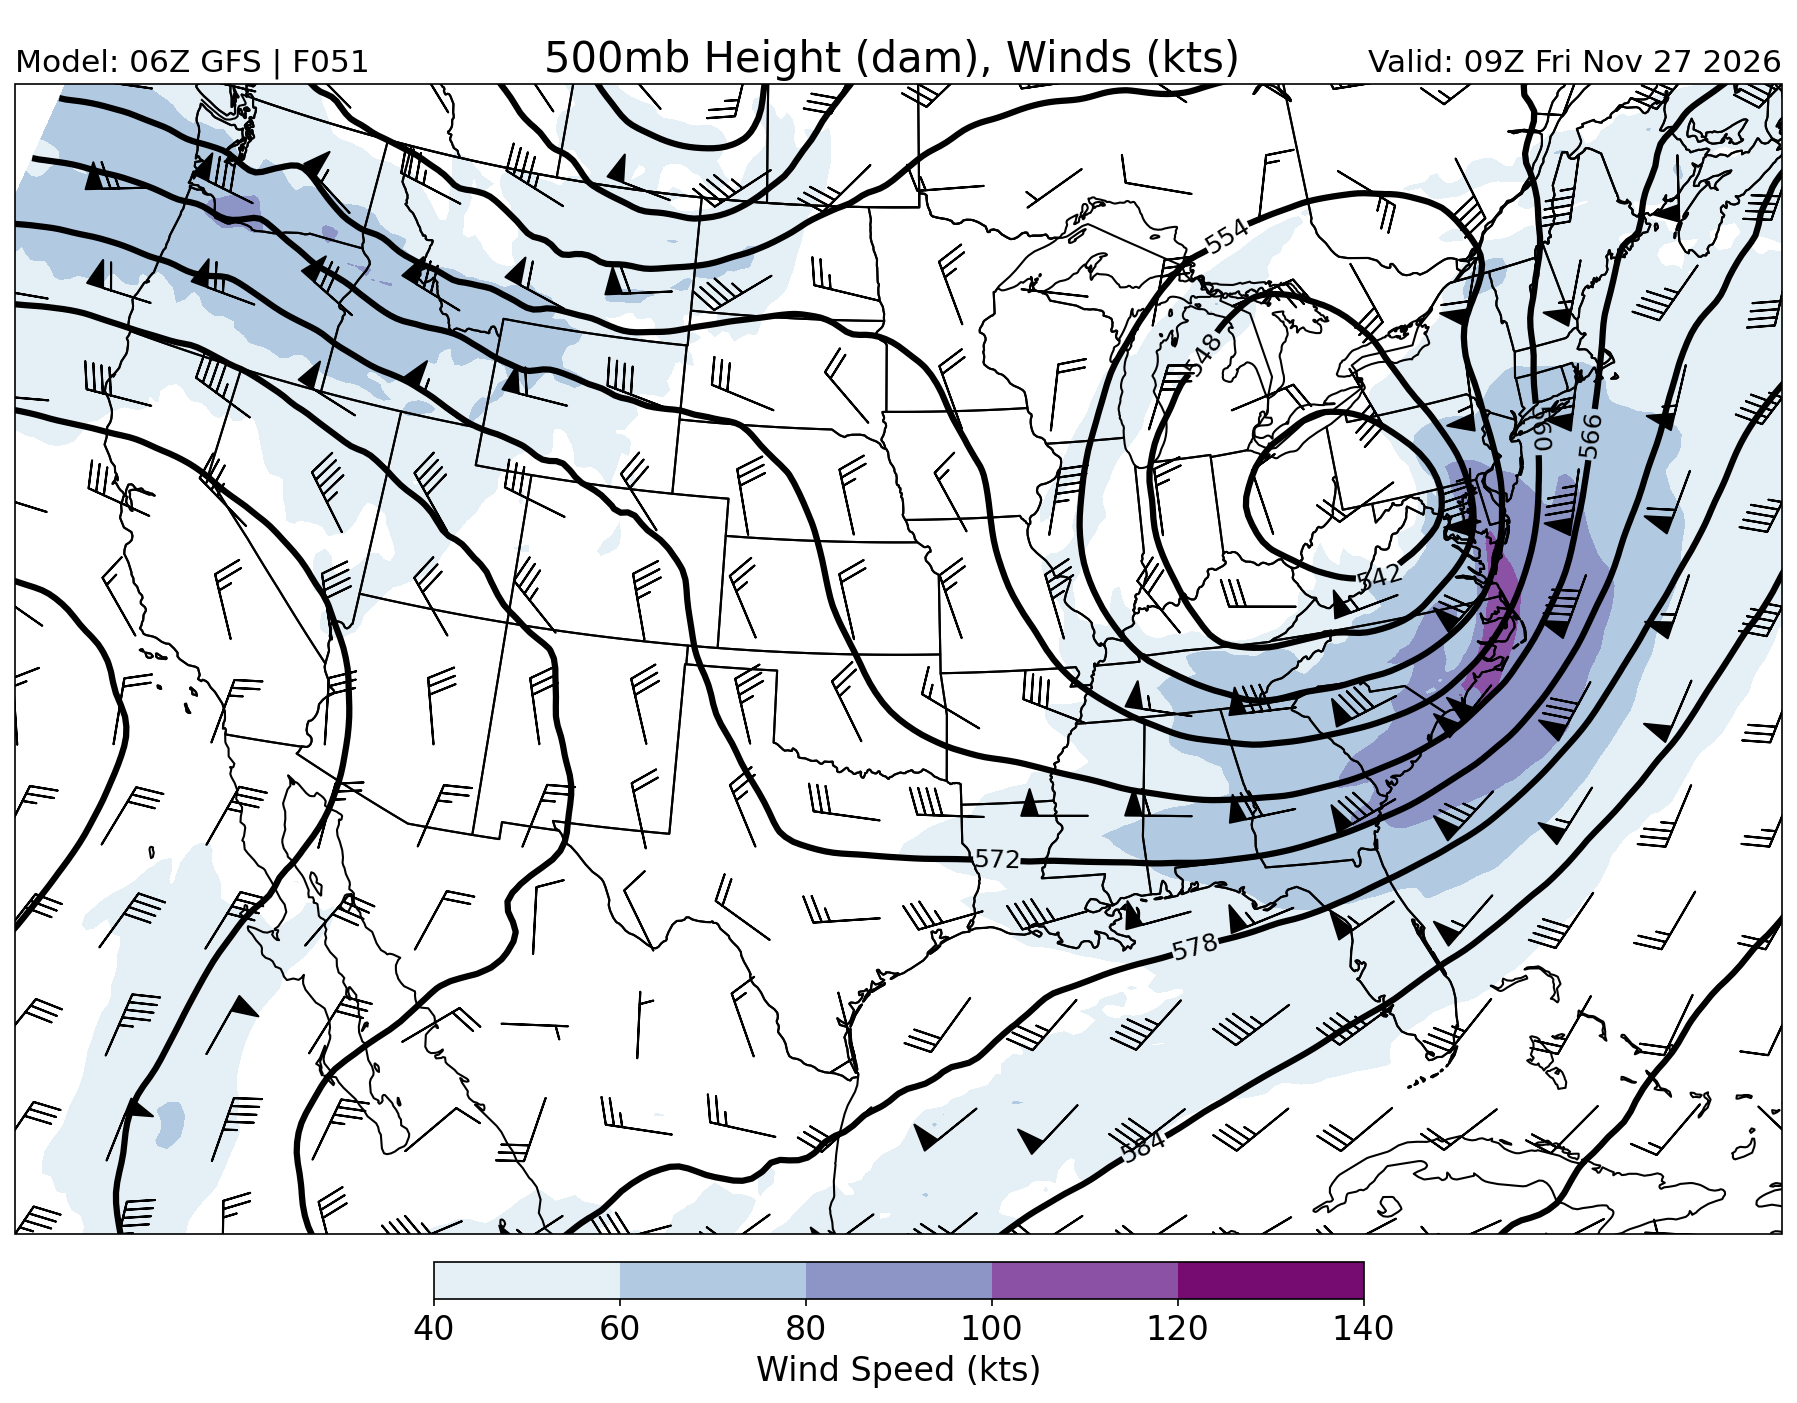 Model: 06Z GFS | F051
500mb Height (dam), Winds (kts)
Valid: 09Z Fri Nov 27 2026
554
548
560
566
542
572
578
584
40 60 80 100 120 140
Wind Speed (kts)